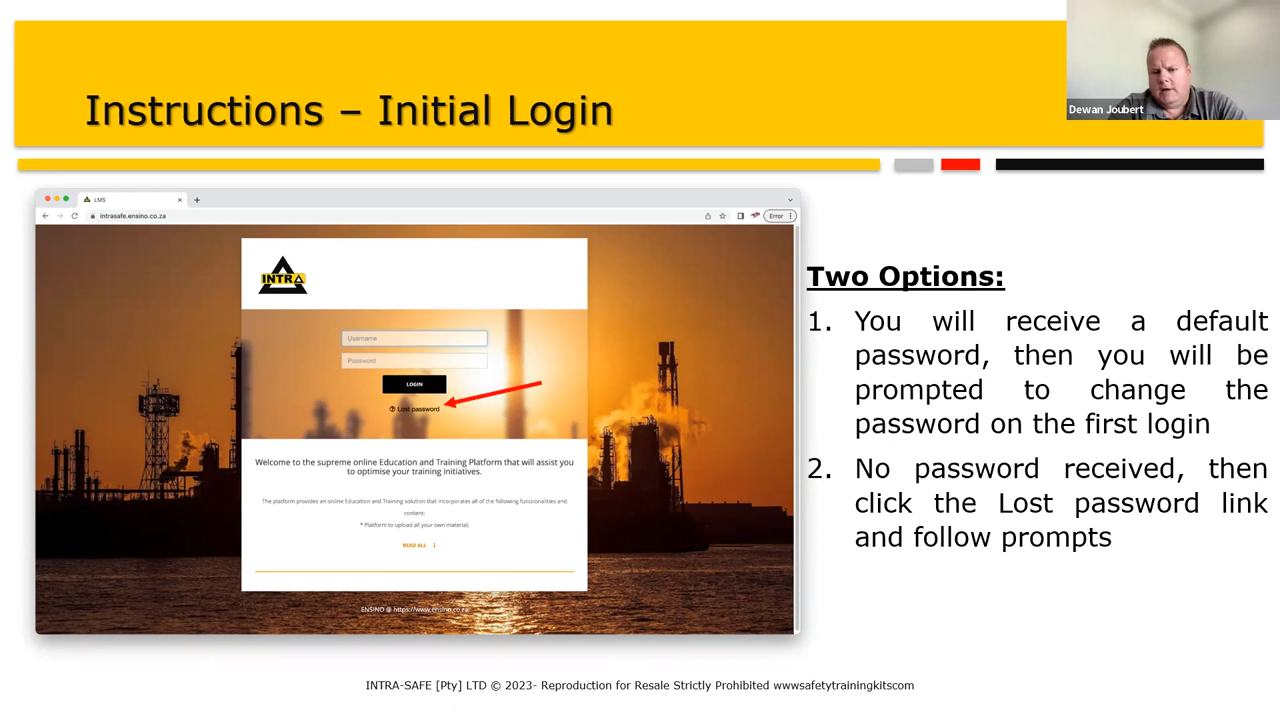 Instructions – Initial Login
Dewan Joubert
LMS
intrasafe.ensino.co.za
Error
INTRA
Username
Password
LOGIN
Lost password
Welcome to the supreme online Education and Training Platform that will assist you
to optimise your training initiatives.
The platform provides an online Education and Training solution that incorporates all of the following functionalities and
content;
* Platform to upload all your own material;
READ ALL
ENSINO @ https://www.ensino.co.za
Two Options:
1. You will receive a default
password, then you will be
prompted to change the
password on the first login
2. No password received, then
click the Lost password link
and follow prompts
INTRA-SAFE [Pty] LTD © 2023- Reproduction for Resale Strictly Prohibited wwwsafetytrainingkitscom